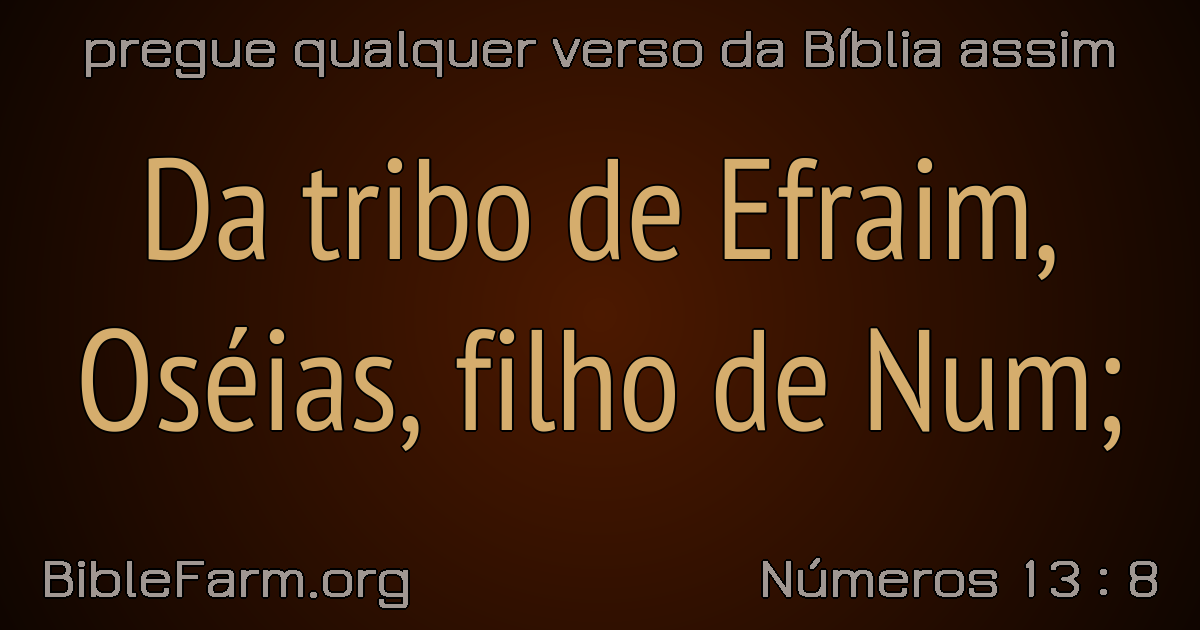 pregue qualquer verso da Bíblia assim
Da tribo de Efraim,
Oséias, filho de Num;
BibleFarm.org
Números 13 : 8